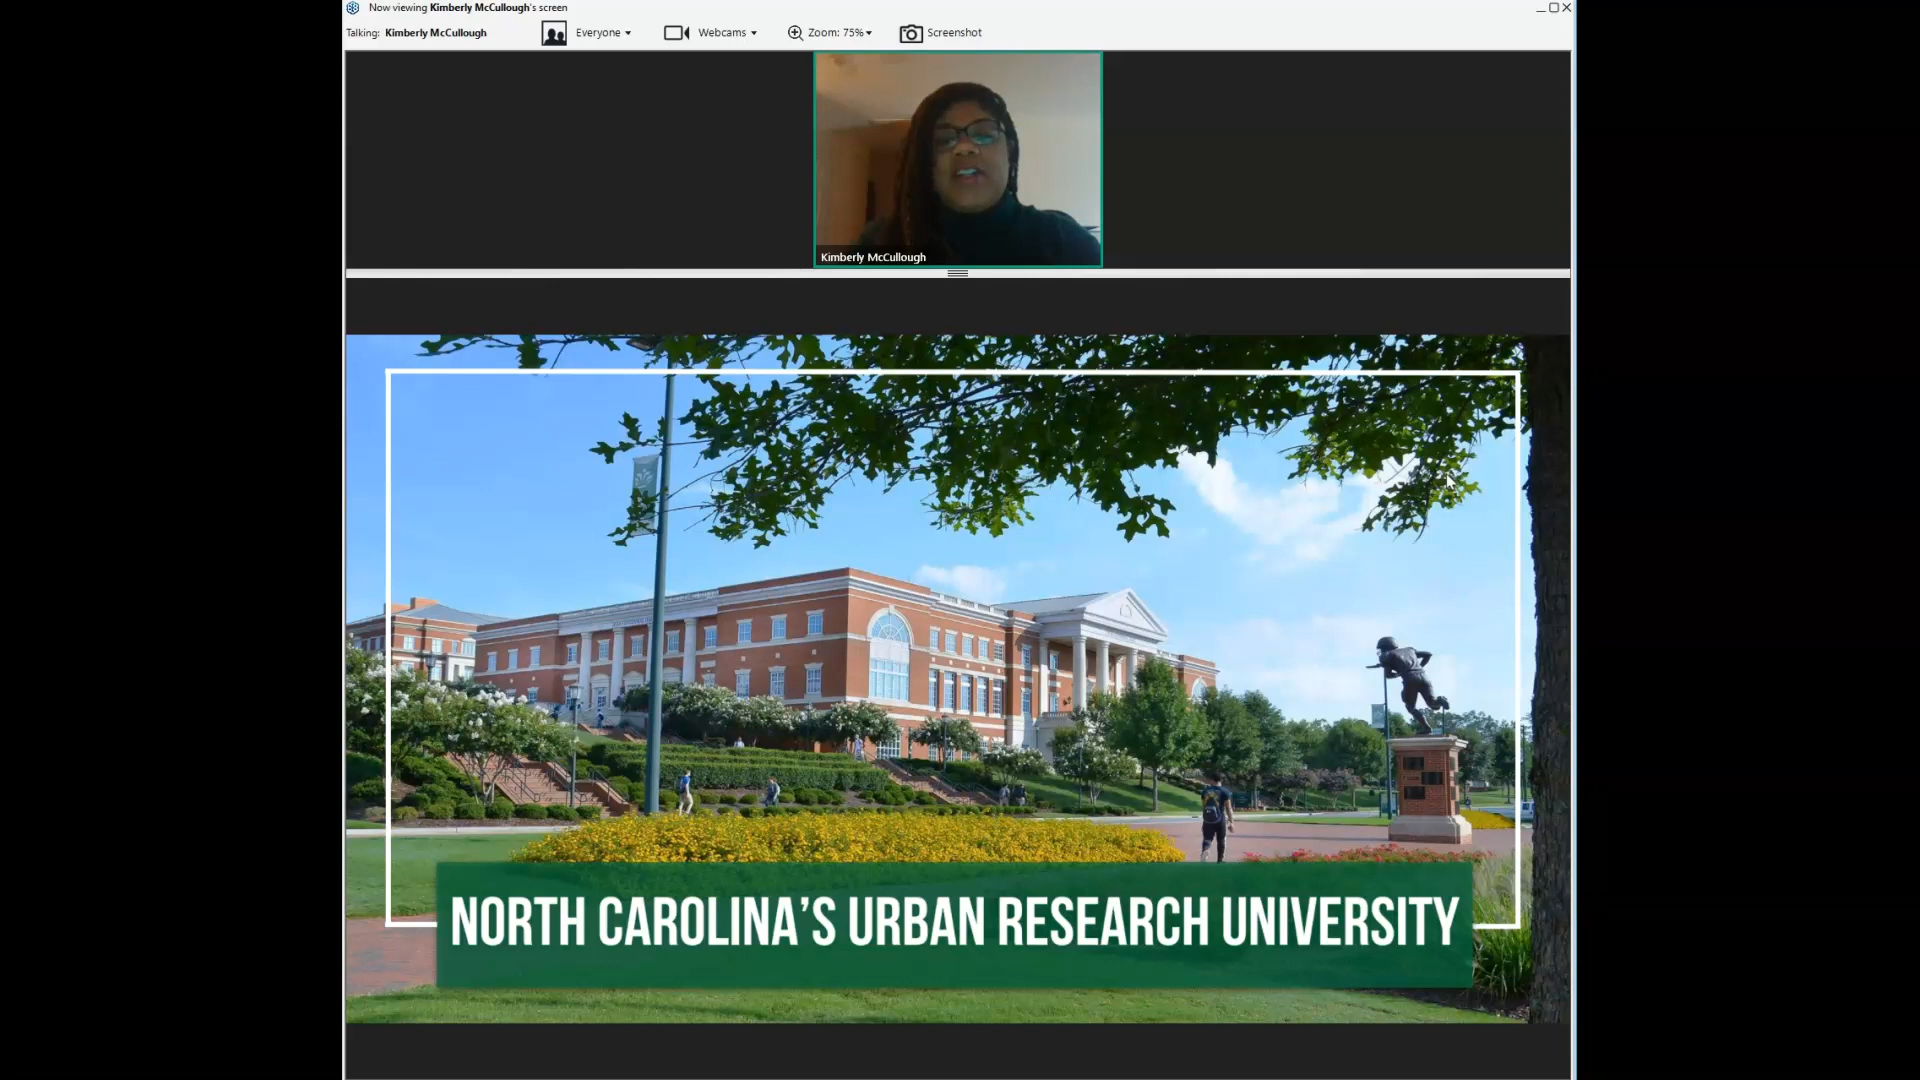 Now viewing Kimberly McCullough's screen
Talking: Kimberly McCullough
Everyone
Webcams
Zoom: 75%
Screenshot
Kimberly McCullough
NORTH CAROLINA'S URBAN RESEARCH UNIVERSITY